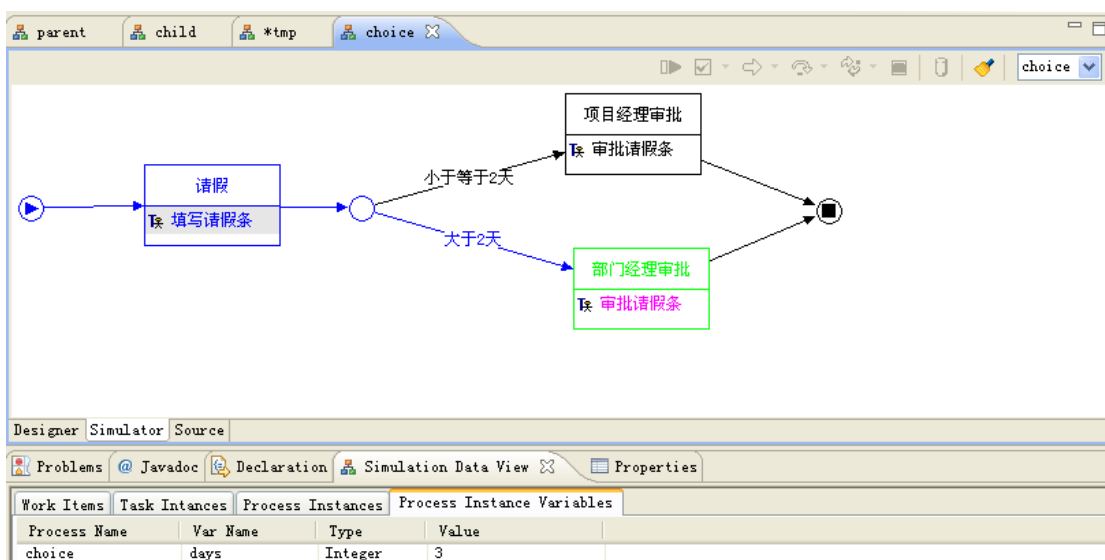 parent child *tmp choice
choice
项目经理审批
审批请假条
小于等于2天
请假
填写请假条
大于2天
部门经理审批
审批请假条
Designer Simulator Source
Problems @ Javadoc Declaration Simulation Data View Properties
Work Items Task Intances Process Instances Process Instance Variables
Process Name Var Name Type Value
choice days Integer 3